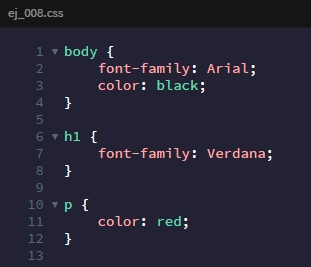 ej_008.css
1 body {
2 font-family: Arial;
3 color: black;
4 }
5
6 h1 {
7 font-family: Verdana;
8 }
9
10 p {
11 color: red;
12 }
13